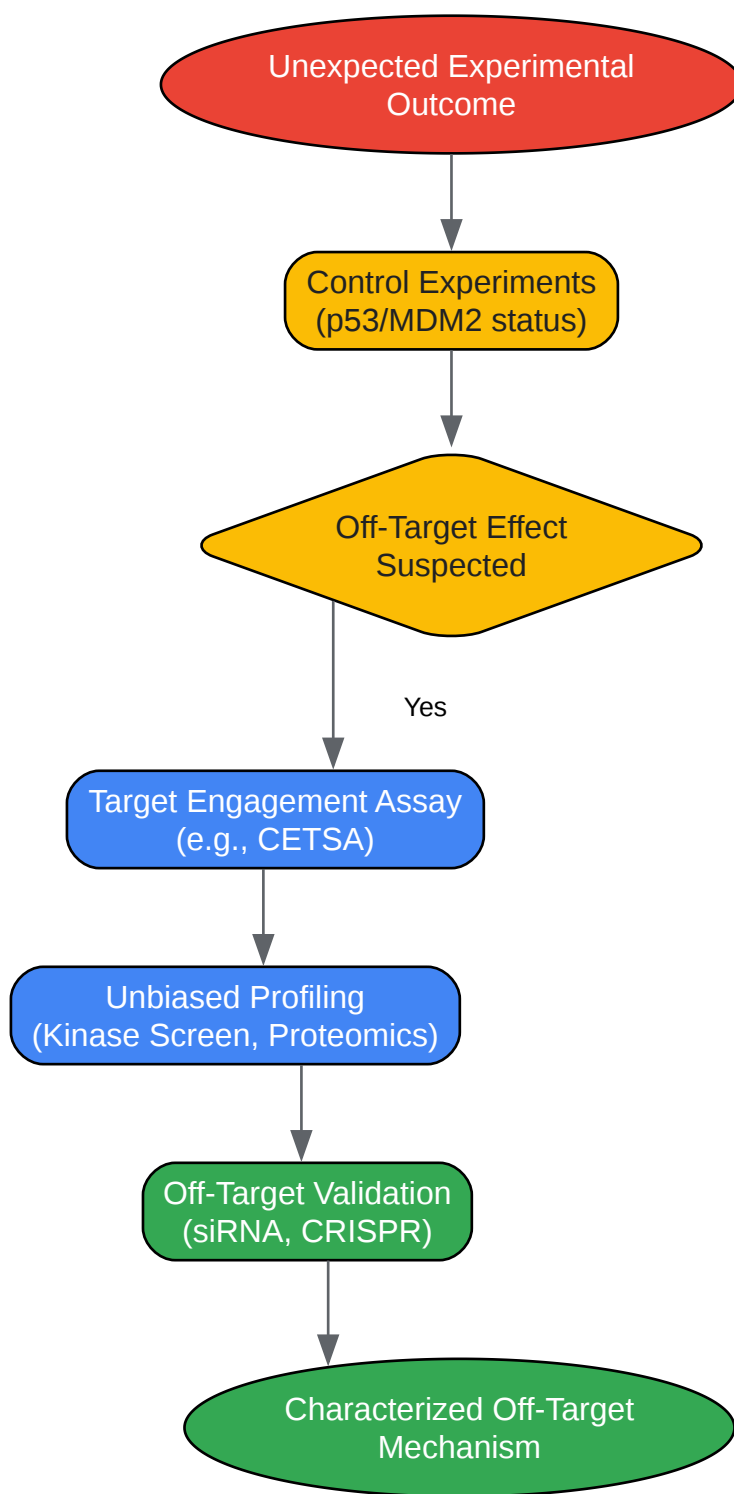 Unexpected Experimental
Outcome
Control Experiments
(p53/MDM2 status)
Off-Target Effect
Suspected
Yes
Target Engagement Assay
(e.g., CETSA)
Unbiased Profiling
(Kinase Screen, Proteomics)
Off-Target Validation
(siRNA, CRISPR)
Characterized Off-Target
Mechanism